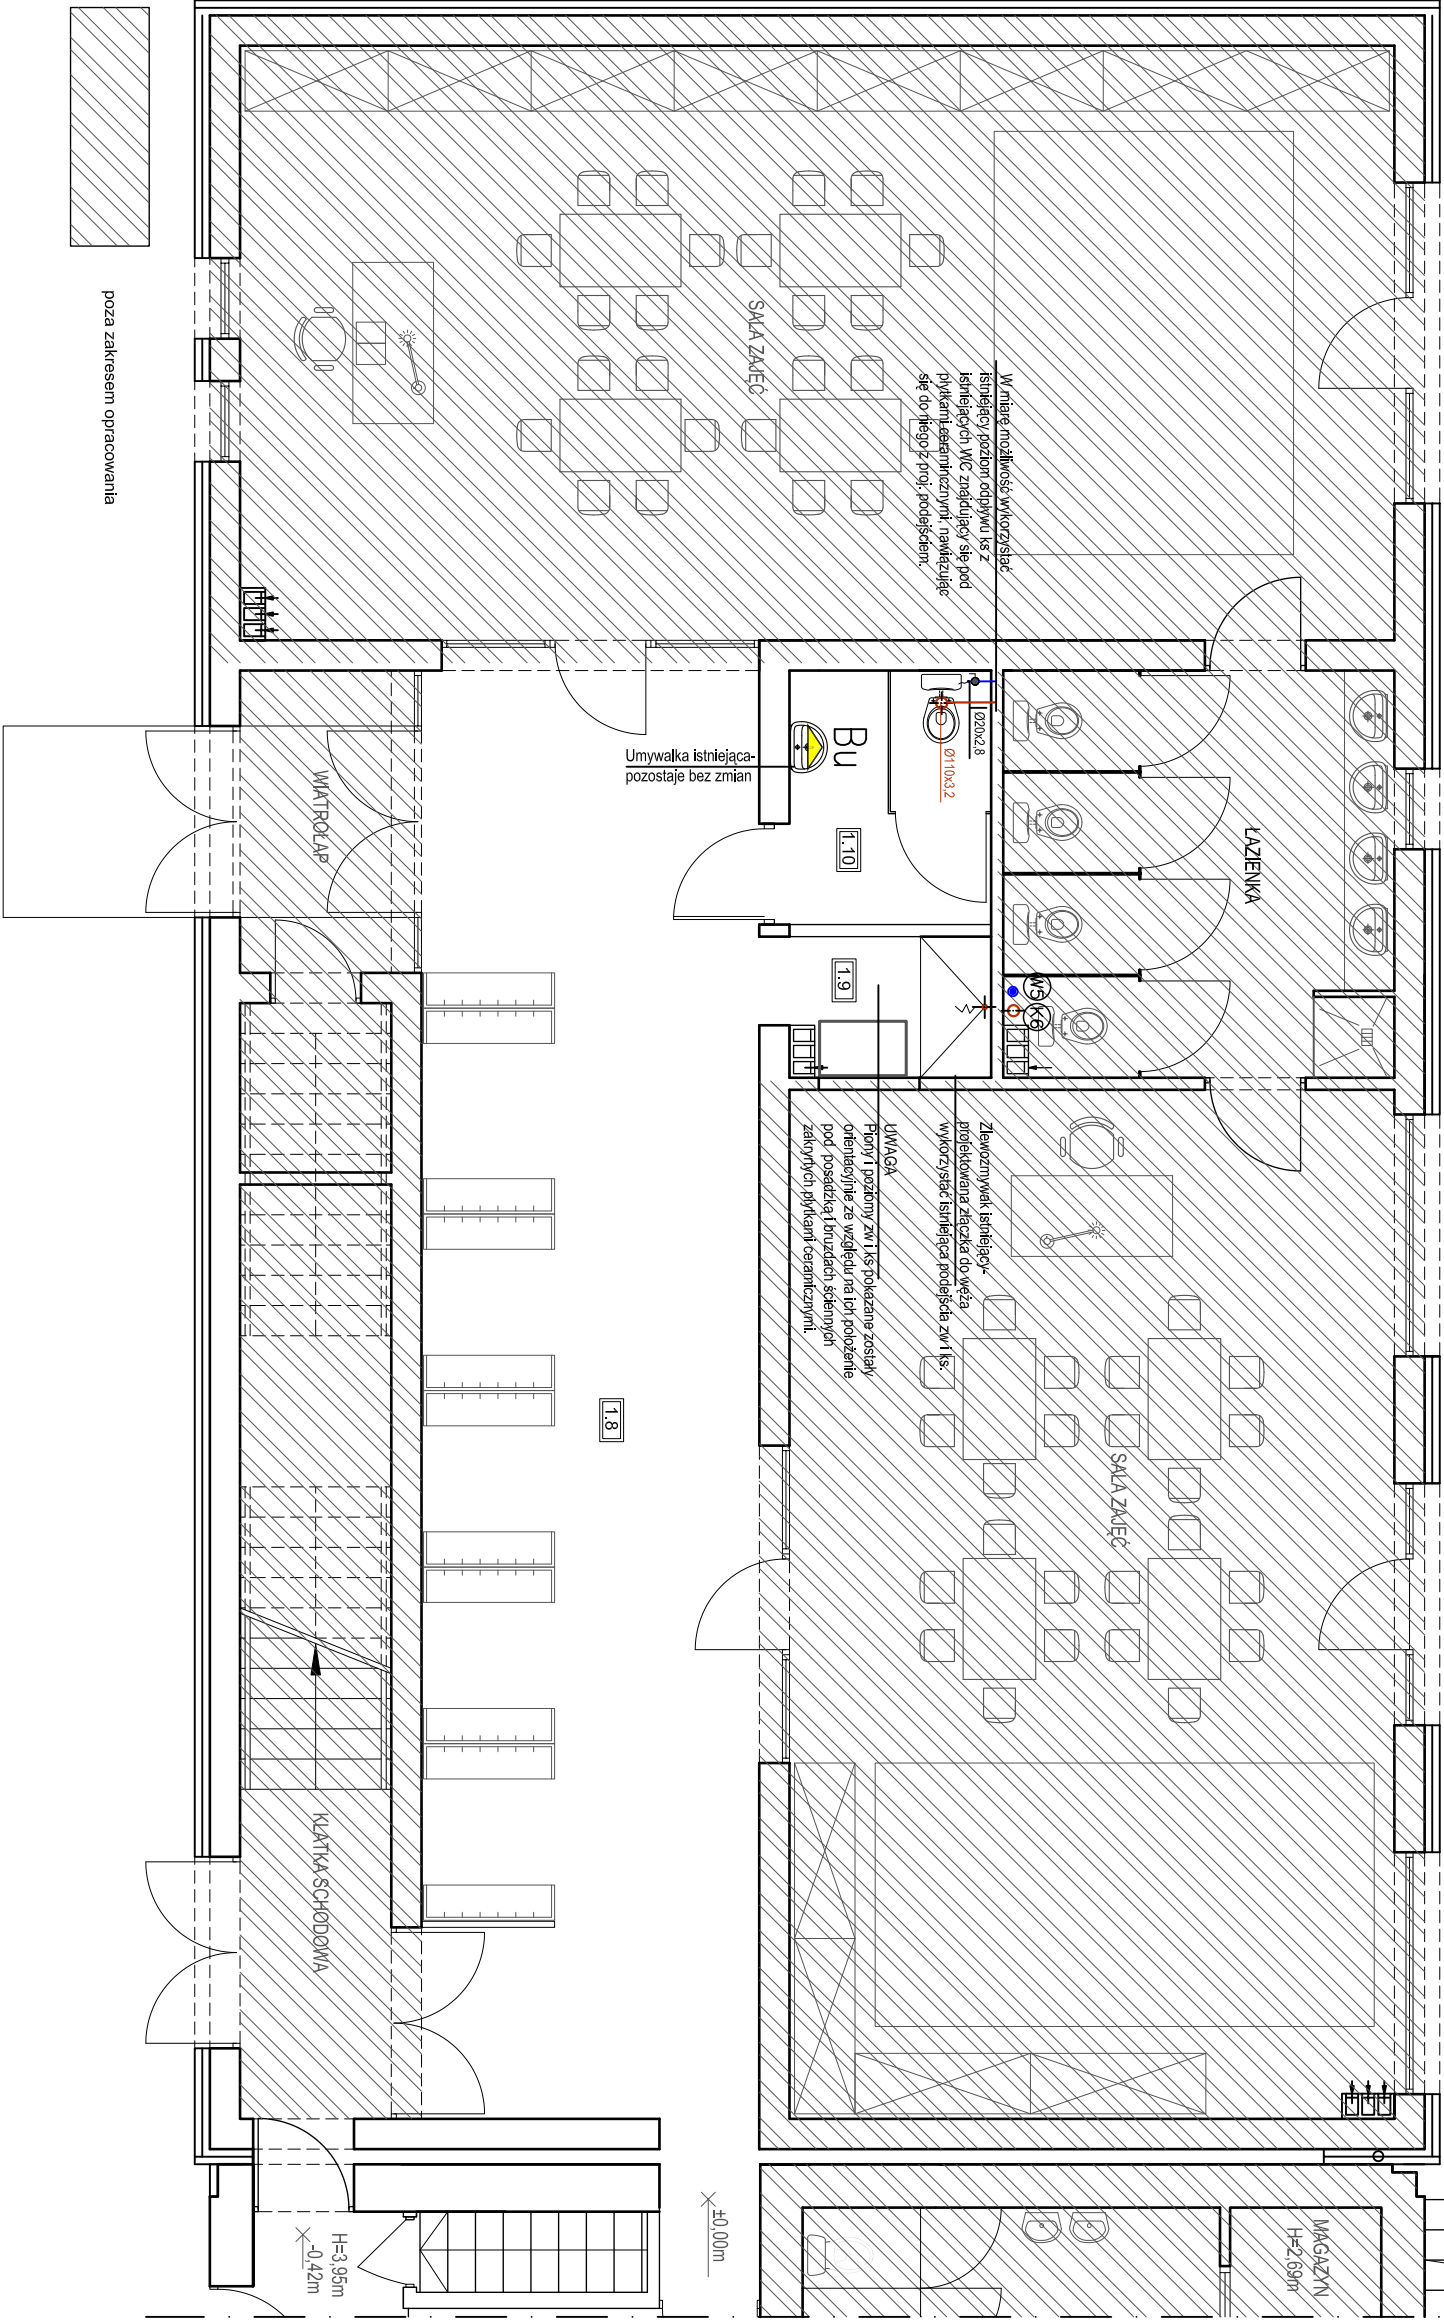 poza zakresem opracowania
SALA ZAJĘĆ
W miarę możliwość wykorzystać
istniejący poziom odpływu ks z
istniejących WC znajdujący się pod
płytkami ceraminicznymi, nawiązując
się do niego z proj. podejściem.
WIATROŁAP
Umywalka istniejąca-
pozostaje bez zmian
Bu
Ø20x2,8
Ø110x3,2
1.10
ŁAZIENKA
1.9
W5
K6
Zlewozmywak istniejący-
projektowana złączka do węża
wykorzystać istniejąca podejścia zw i ks.
UWAGA
Piony i poziomy zw i ks pokazane zostały
orientacyjnie ze względu na ich położenie
pod posadzką i bruzdach ściennych
zakrytych płytkami ceramicznymi.
1.8
SALA ZAJĘĆ
KLATKA SCHODOWA
±0,00m
H=3,95m
-0,42m
MAGAZYN
H=2,69m